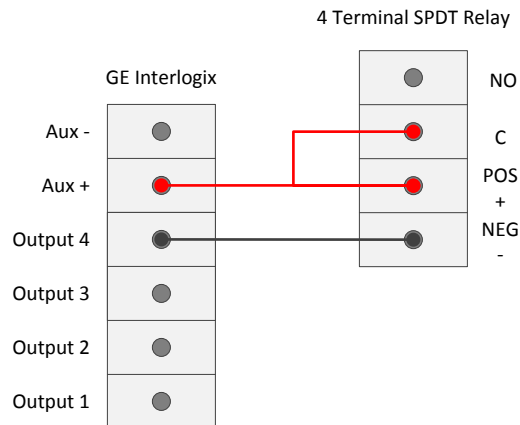 4 Terminal SPDT Relay
GE Interlogix
NO
Aux -
C
Aux +
POS
+
Output 4
NEG
-
Output 3
Output 2
Output 1